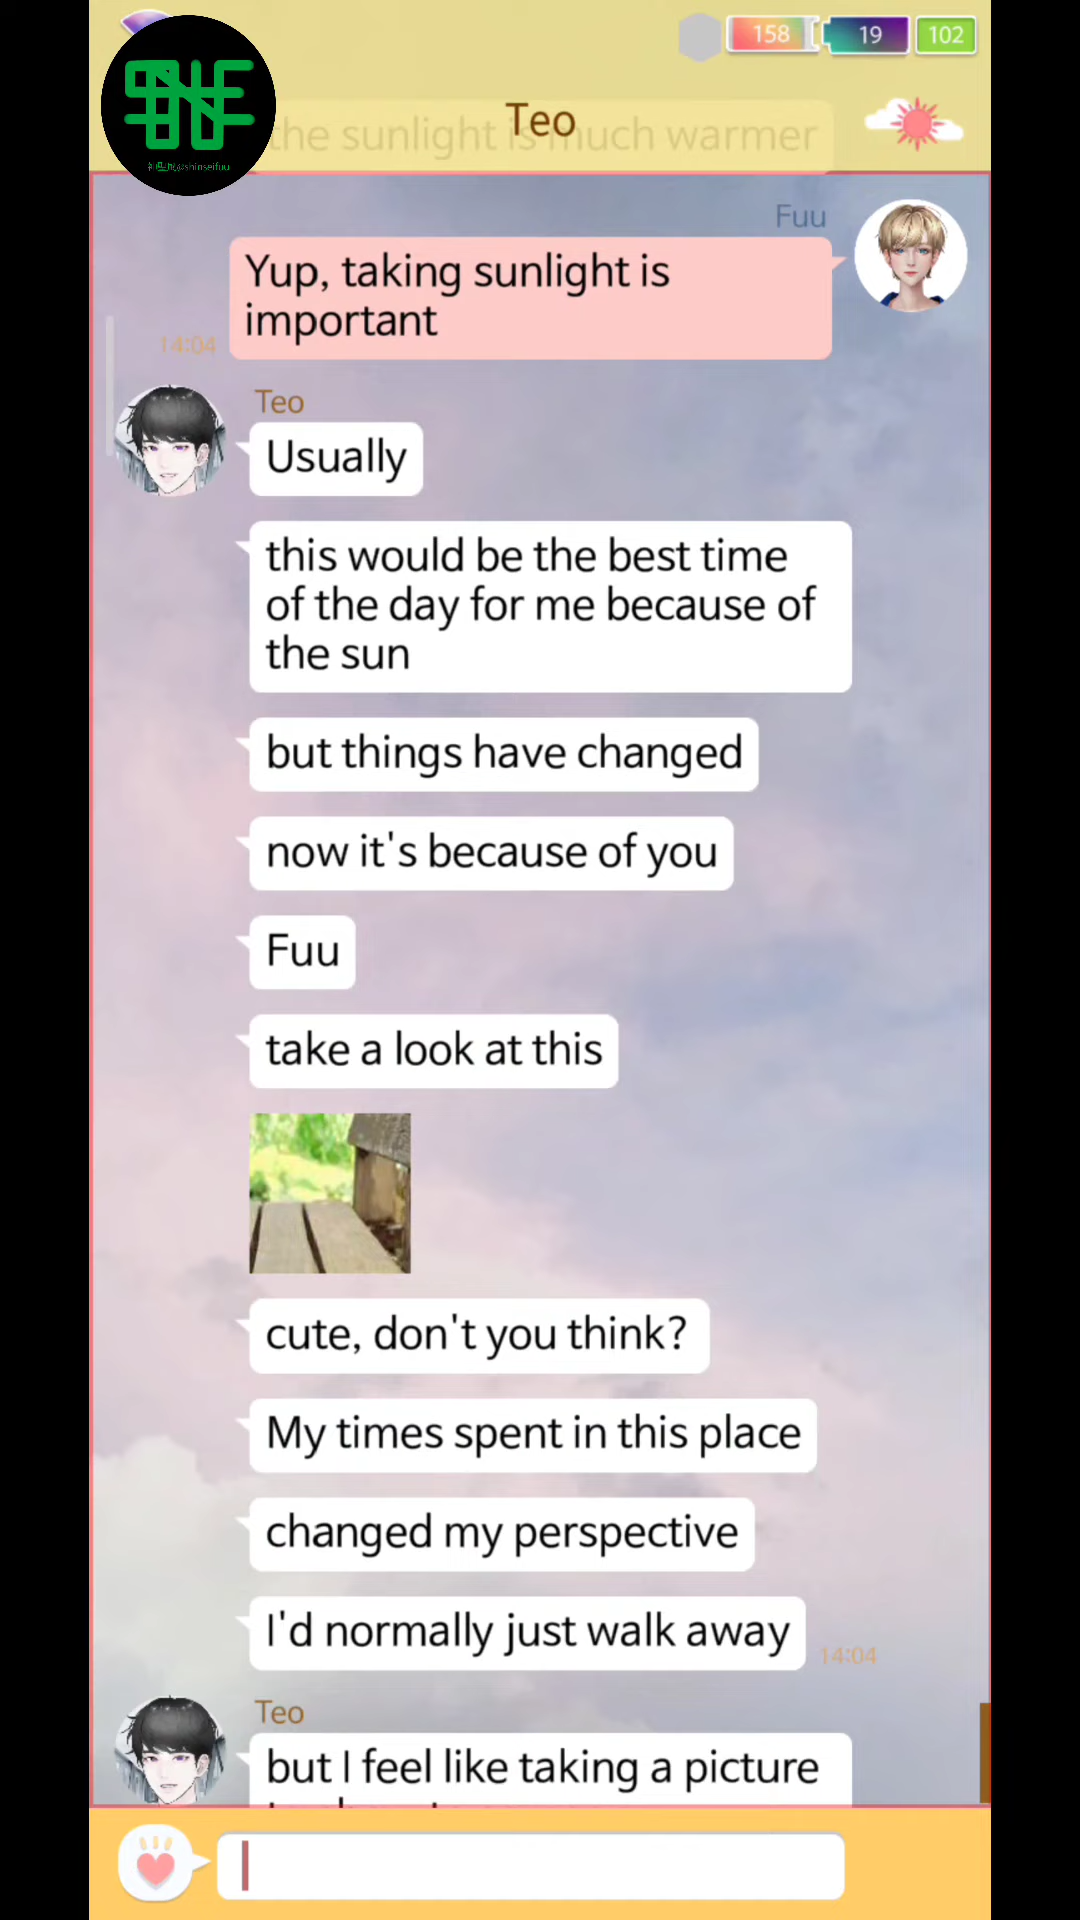 158
19
102
the sunlight is much warmer
Teo
@shinseifuu
Fuu
Yup, taking sunlight is
important
14:04
Teo
Usually
this would be the best time
of the day for me because of
the sun
but things have changed
now it's because of you
Fuu
take a look at this
cute, don't you think?
My times spent in this place
changed my perspective
I'd normally just walk away
14:04
Teo
but I feel like taking a picture